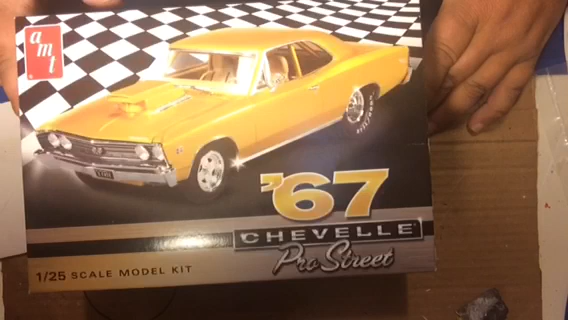 amt
'67
CHEVELLE
Pro Street
1/25 SCALE MODEL KIT